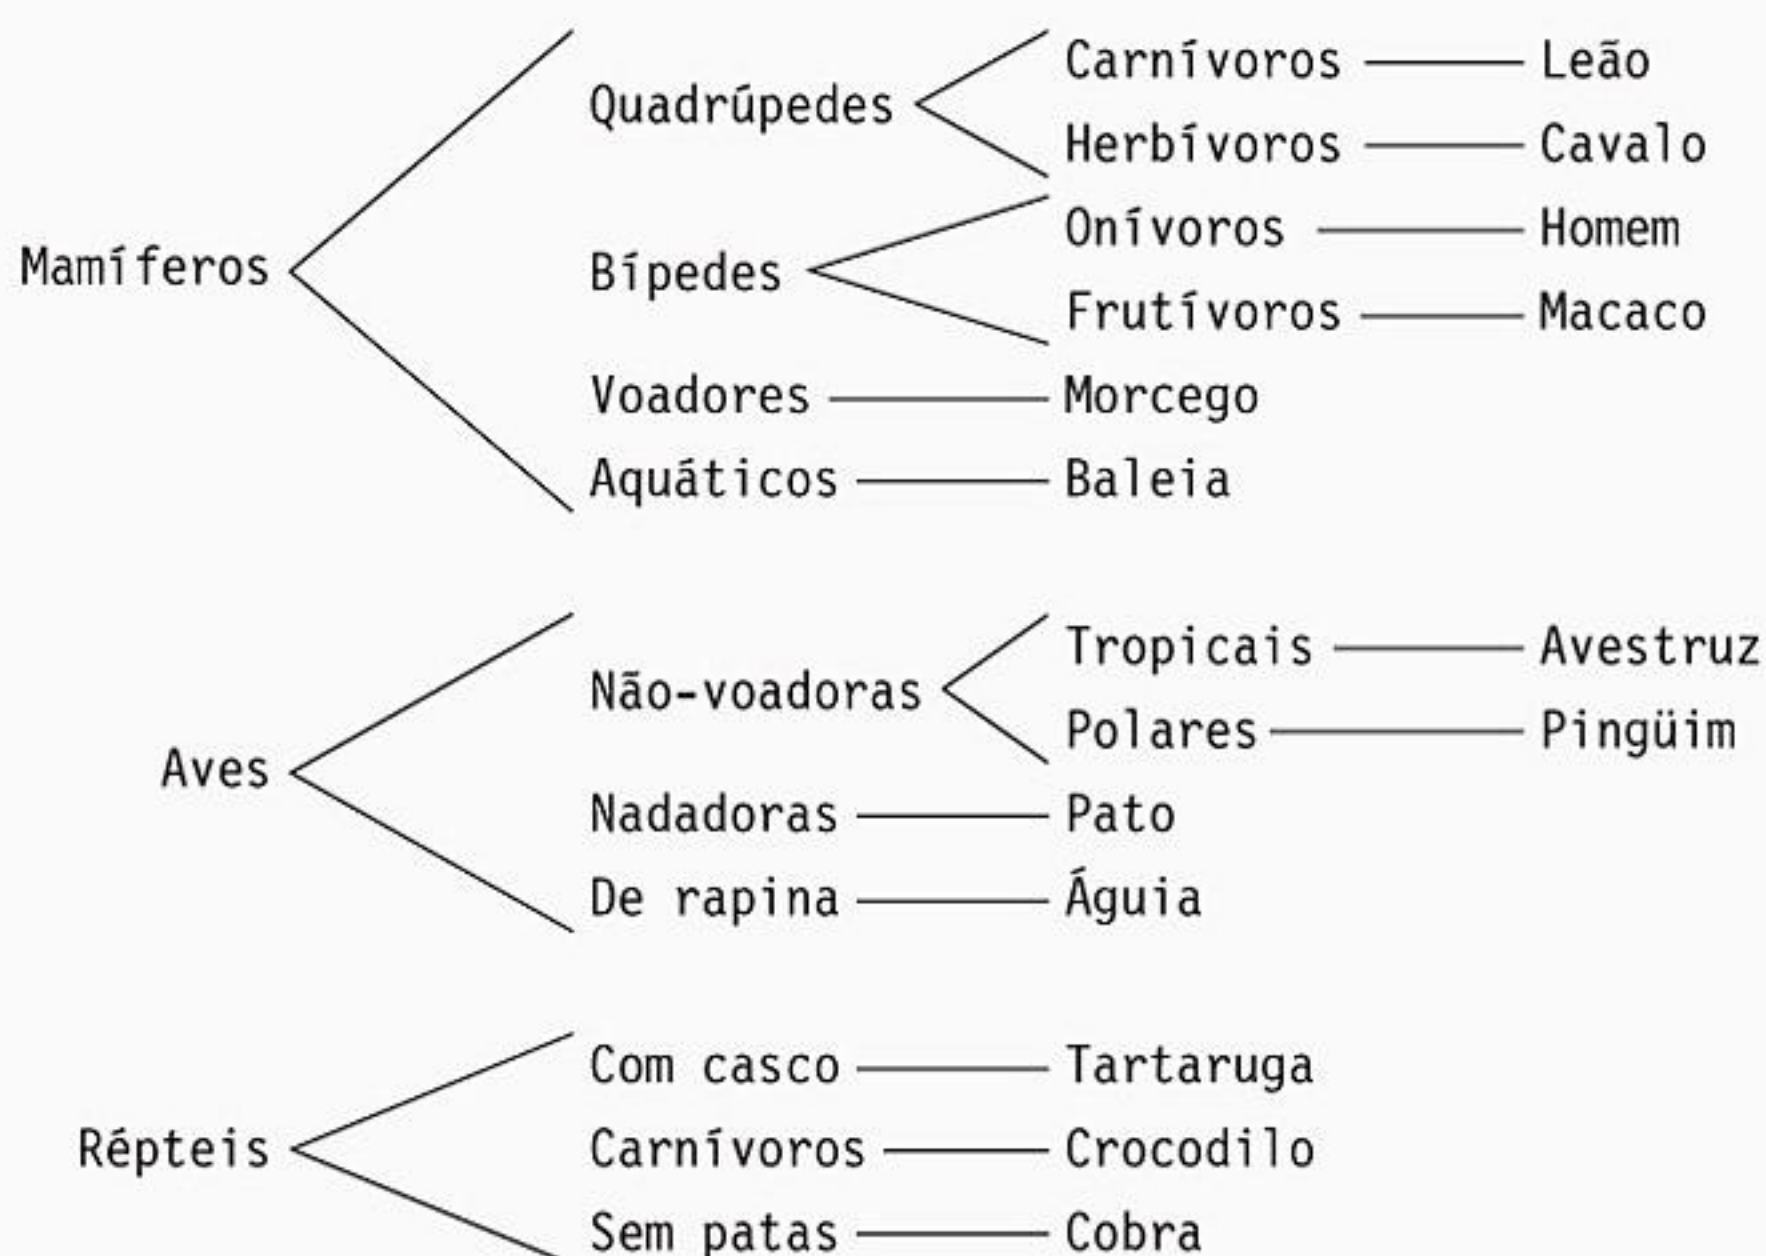 Carnívoros Leão
Quadrúpedes
Herbívoros Cavalo
Onívoros Homem
Mamíferos Bípedes
Frutívoros Macaco
Voadores Morcego
Aquáticos Baleia
Tropicais Avestruz
Não-voadoras
Polares Pingüim
Aves
Nadadoras Pato
De rapina Águia
Com casco Tartaruga
Répteis Carnívoros Crocodilo
Sem patas Cobra